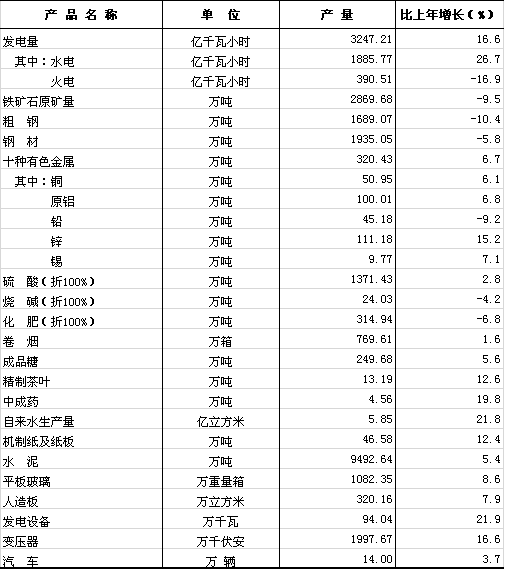 产 品 名 称 单 位 产 量 比上年增长（%）
发电量 亿千瓦小时 3247.21 16.6
其中：水电 亿千瓦小时 1885.77 26.7
火电 亿千瓦小时 390.51 -16.9
铁矿石原矿量 万吨 2869.68 -9.5
粗 钢 万吨 1689.07 -10.4
钢 材 万吨 1935.05 -5.8
十种有色金属 万吨 320.43 6.7
其中：铜 万吨 50.95 6.1
原铝 万吨 100.01 6.8
铅 万吨 45.18 -9.2
锌 万吨 111.18 15.2
锡 万吨 9.77 7.1
硫 酸（折100%） 万吨 1371.43 2.8
烧 碱（折100%） 万吨 24.03 -4.2
化 肥（折100%） 万吨 314.94 -6.8
卷 烟 万箱 769.61 1.6
成品糖 万吨 249.68 5.6
精制茶叶 万吨 13.19 12.6
中成药 万吨 4.56 19.8
自来水生产量 亿立方米 5.85 21.8
机制纸及纸板 万吨 46.58 12.4
水 泥 万吨 9492.64 5.4
平板玻璃 万重量箱 1082.35 8.6
人造板 万立方米 320.16 7.9
发电设备 万千瓦 94.04 21.9
变压器 万千伏安 1997.67 16.6
汽 车 万 辆 14.00 3.7